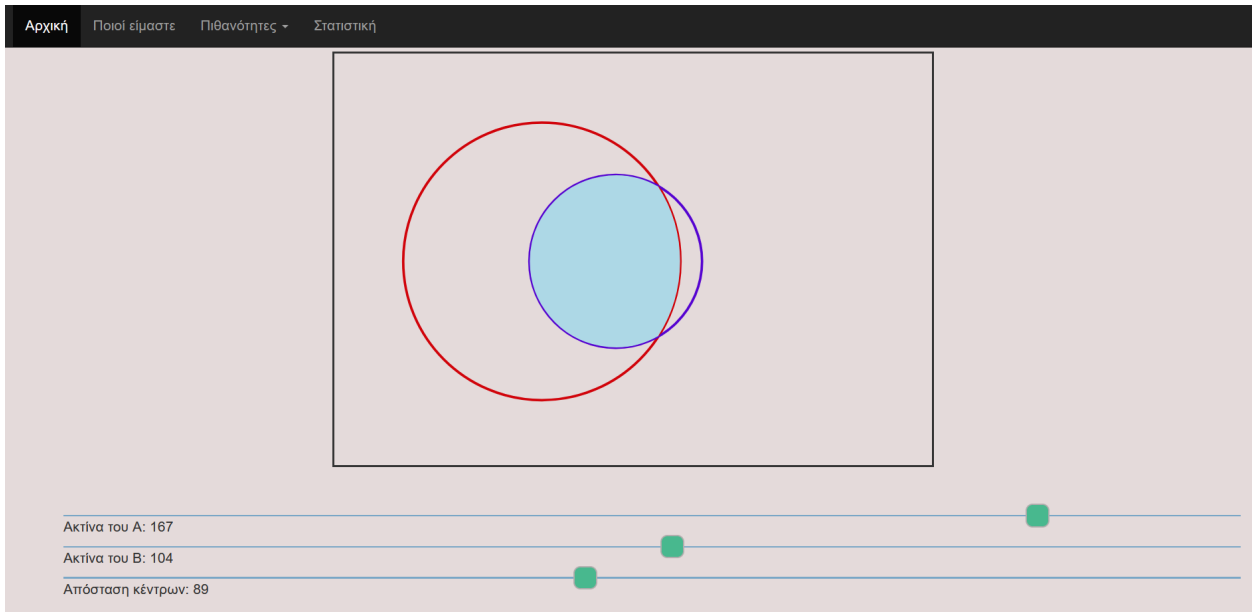 Αρχική Ποιοί είμαστε Πιθανότητες Στατιστική
Ακτίνα του Α: 167
Ακτίνα του Β: 104
Απόσταση κέντρων: 89